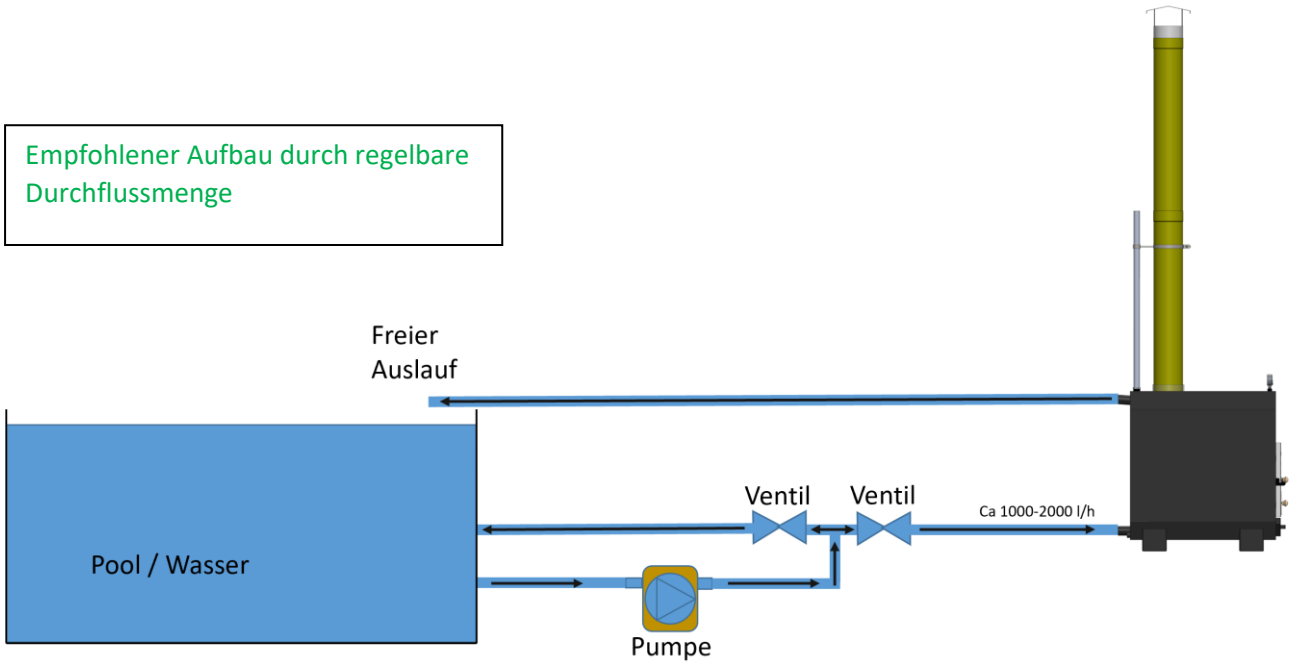 Empfohlener Aufbau durch regelbare
Durchflussmenge
Freier
Auslauf
Ventil
Ventil
Ca 1000-2000 l/h
Pool / Wasser
Pumpe